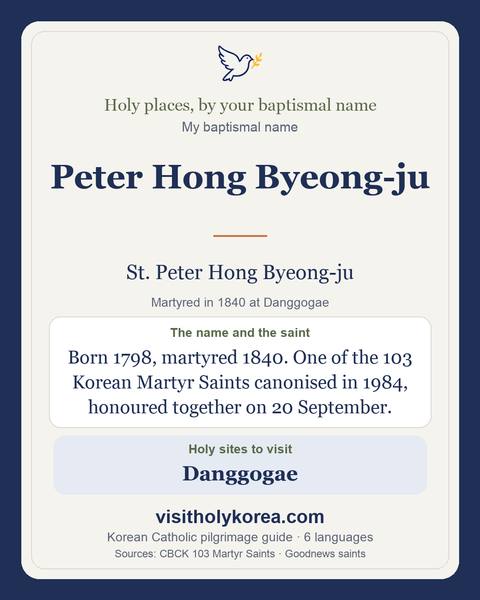 Holy places, by your baptismal name
My baptismal name
Peter Hong Byeong-ju
St. Peter Hong Byeong-ju
Martyred in 1840 at Danggogae
The name and the saint
Born 1798, martyred 1840. One of the 103
Korean Martyr Saints canonised in 1984,
honoured together on 20 September.
Holy sites to visit
Danggogae
visitholykorea.com
Korean Catholic pilgrimage guide · 6 languages
Sources: CBCK 103 Martyr Saints · Goodnews saints